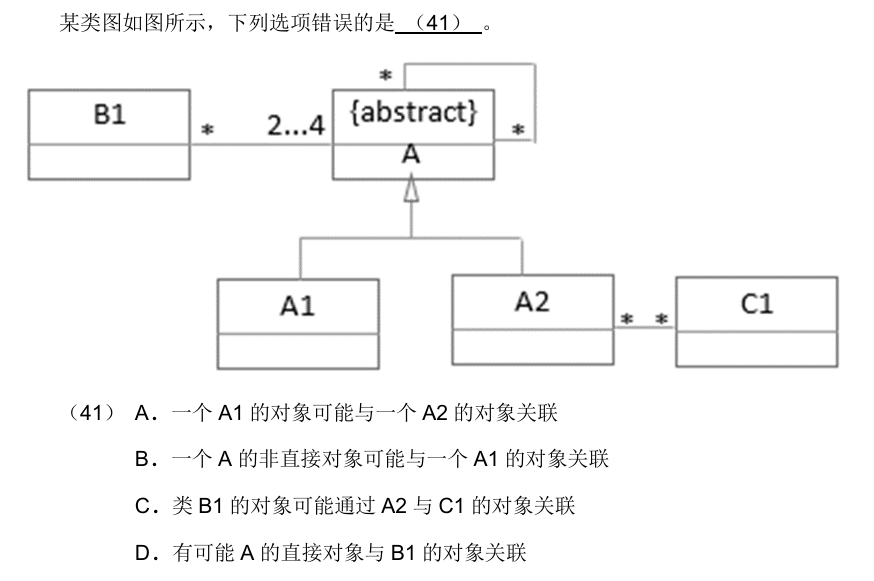 某类图如图所示，下列选项错误的是 （41） 。
*
B1
{abstract}
* 2...4
*
A
A1
A2
C1
* *
（41） A．一个 A1 的对象可能与一个 A2 的对象关联
B．一个 A 的非直接对象可能与一个 A1 的对象关联
C．类 B1 的对象可能通过 A2 与 C1 的对象关联
D．有可能 A 的直接对象与 B1 的对象关联